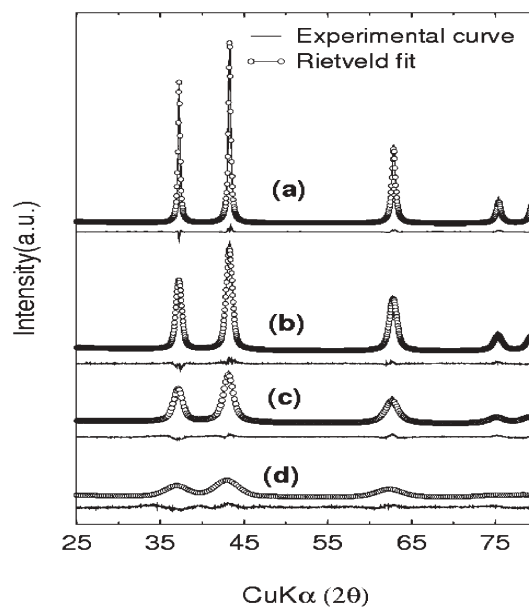 Experimental curve
Rietveld fit
(a)
(b)
(c)
(d)
Intensity(a.u.)
25 35 45 55 65 75
CuKα (2θ)